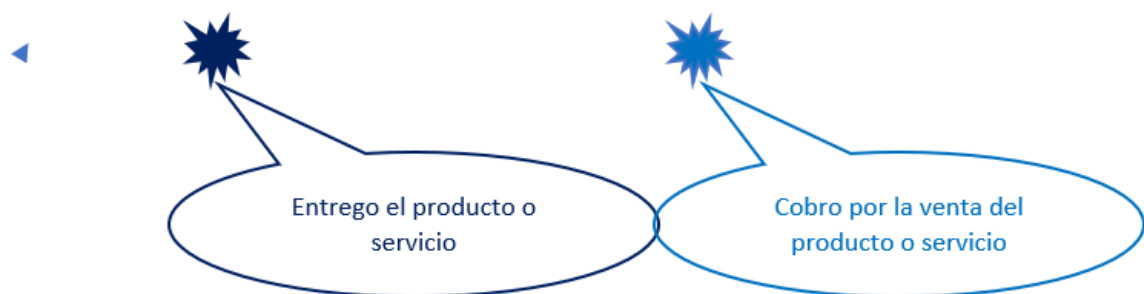 Entrego el producto o
servicio
Cobro por la venta del
producto o servicio